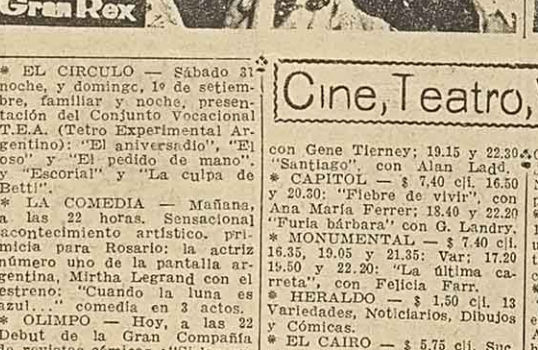 Gran Rex
* EL CIRCULO — Sábado 31
noche, y domingo, 1º de setiem-
bre, familiar y noche, presen-
tación del Conjunto Vocacional
T.E.A. (Tetro Experimental Ar-
gentino): "El aniversadio", "El
oso" y "El pedido de mano".
y "Escorial" y "La culpa de
Betti".
* LA COMEDIA — Mañana,
a las 22 horas. Sensacional
acontecimiento artístico. pri-
micia para Rosario: la actriz
número uno de la pantalla ar-
gentina, Mirtha Legrand con el
estreno: "Cuando la luna es
azul..." comedia en 3 actos.
* OLIMPO — Hoy, a las 22
Debut de la Gran Compañía
Cine, Teatro,
con Gene Tierney; 19.15 y 22.30
"Santiago". con Alan Ladd.
* CAPITOL — $ 7,40 c|i. 16.50
y 20.30: "Fiebre de vivir", con
Ana María Ferrer; 18.40 y 22.20
"Furia bárbara" con G. Landry.
* MONUMENTAL — $ 7.40 c|i.
16.35, 19.05 y 21.35: Var; 17.20
19.50 y 22.20: "La última ca-
rreta", con Felicia Farr.
* HERALDO — $ 1,50 c|i. 13
Variedades, Noticiarios, Dibujos
y Cómicas.
* EL CAIRO — $ 5.75 c|i. Suc